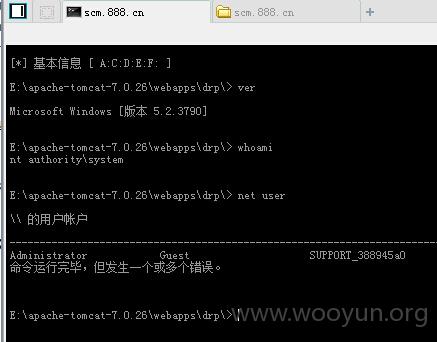 scm.888.cn
scm.888.cn
[*] 基本信息 [ A:C:D:E:F: ]
E:\apache-tomcat-7.0.26\webapps\drp\> ver
Microsoft Windows [版本 5.2.3790]
E:\apache-tomcat-7.0.26\webapps\drp\> whoami
nt authority\system
E:\apache-tomcat-7.0.26\webapps\drp\> net user
\\ 的用户帐户
Administrator Guest SUPPORT_388945a0
命令运行完毕，但发生一个或多个错误。
E:\apache-tomcat-7.0.26\webapps\drp\>
www.wooyun.org